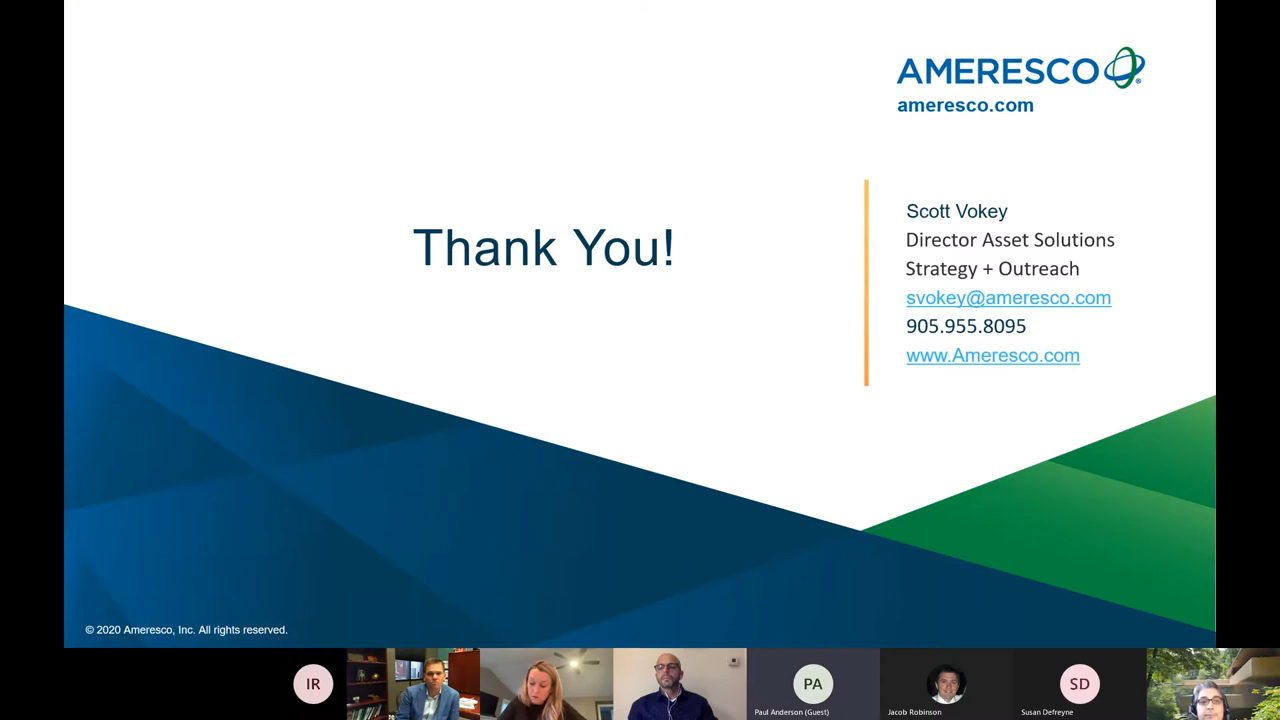 AMERESCO
ameresco.com
Thank You!
Scott Vokey
Director Asset Solutions
Strategy + Outreach
svokey@ameresco.com
905.955.8095
www.Ameresco.com
© 2020 Ameresco, Inc. All rights reserved.
IR
PA
SD
Paul Anderson (Guest)
Jacob Robinson
Susan Defreyne